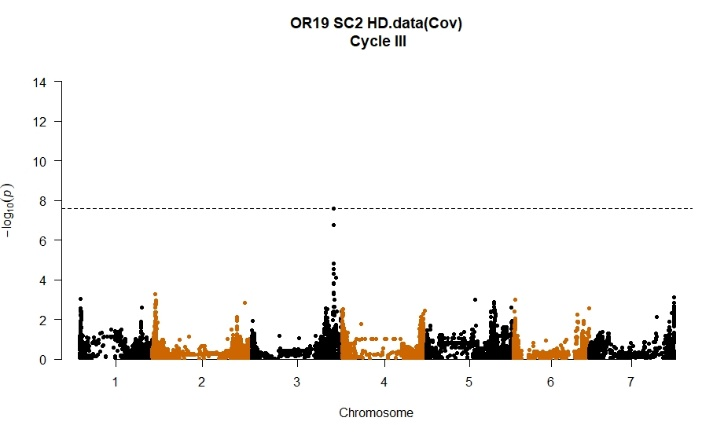 OR19 SC2 HD.data(Cov)
Cycle III
14
12
10
8
6
4
2
0
−log10(p)
1 2 3 4 5 6 7
Chromosome